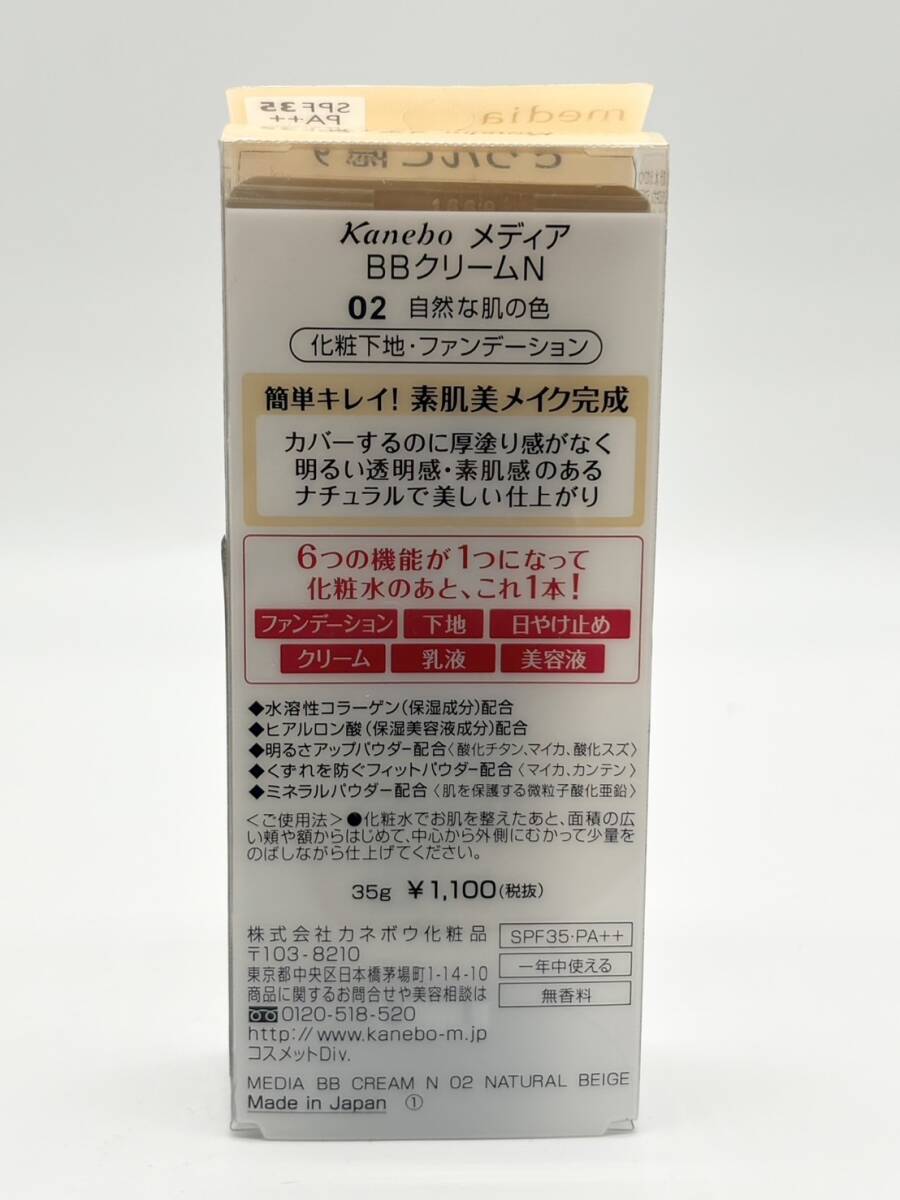 SPF35
PA++
media
Kanebo メディア
BBクリームN
02 自然な肌の色
化粧下地・ファンデーション
簡単キレイ! 素肌美メイク完成
カバーするのに厚塗り感がなく
明るい透明感・素肌感のある
ナチュラルで美しい仕上がり
6つの機能が1つになって
化粧水のあと、これ1本!
ファンデーション 下地 日やけ止め
クリーム 乳液 美容液
◆水溶性コラーゲン(保湿成分)配合
◆ヒアルロン酸(保湿美容液成分)配合
◆明るさアップパウダー配合〈酸化チタン、マイカ、酸化スズ〉
◆くずれを防ぐフィットパウダー配合〈マイカ、カンテン〉
◆ミネラルパウダー配合〈肌を保護する微粒子酸化亜鉛〉
<ご使用法>●化粧水でお肌を整えたあと、面積の広
い頬や額からはじめて、中心から外側にむかって少量を
のばしながら仕上げてください。
35g ¥1,100(税抜)
株式会社カネボウ化粧品
〒103-8210
東京都中央区日本橋茅場町1-14-10
商品に関するお問合せや美容相談は
0120-518-520
http://www.kanebo-m.jp
コスメットDiv.
SPF35・PA++
一年中使える
無香料
MEDIA BB CREAM N 02 NATURAL BEIGE
Made in Japan ①